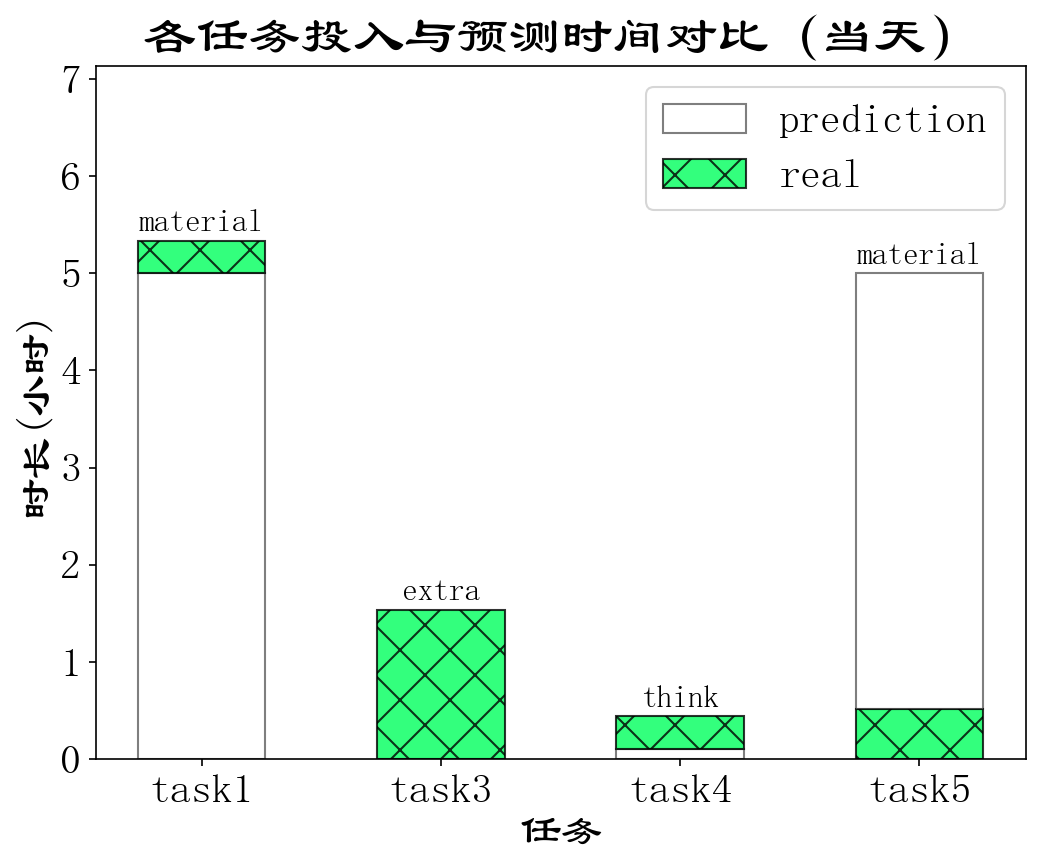 各任务投入与预测时间对比 (当天)
prediction
real
7
6
5
4
3
2
1
0
时长(小时)
material
extra
think
material
task1 task3 task4 task5
任务